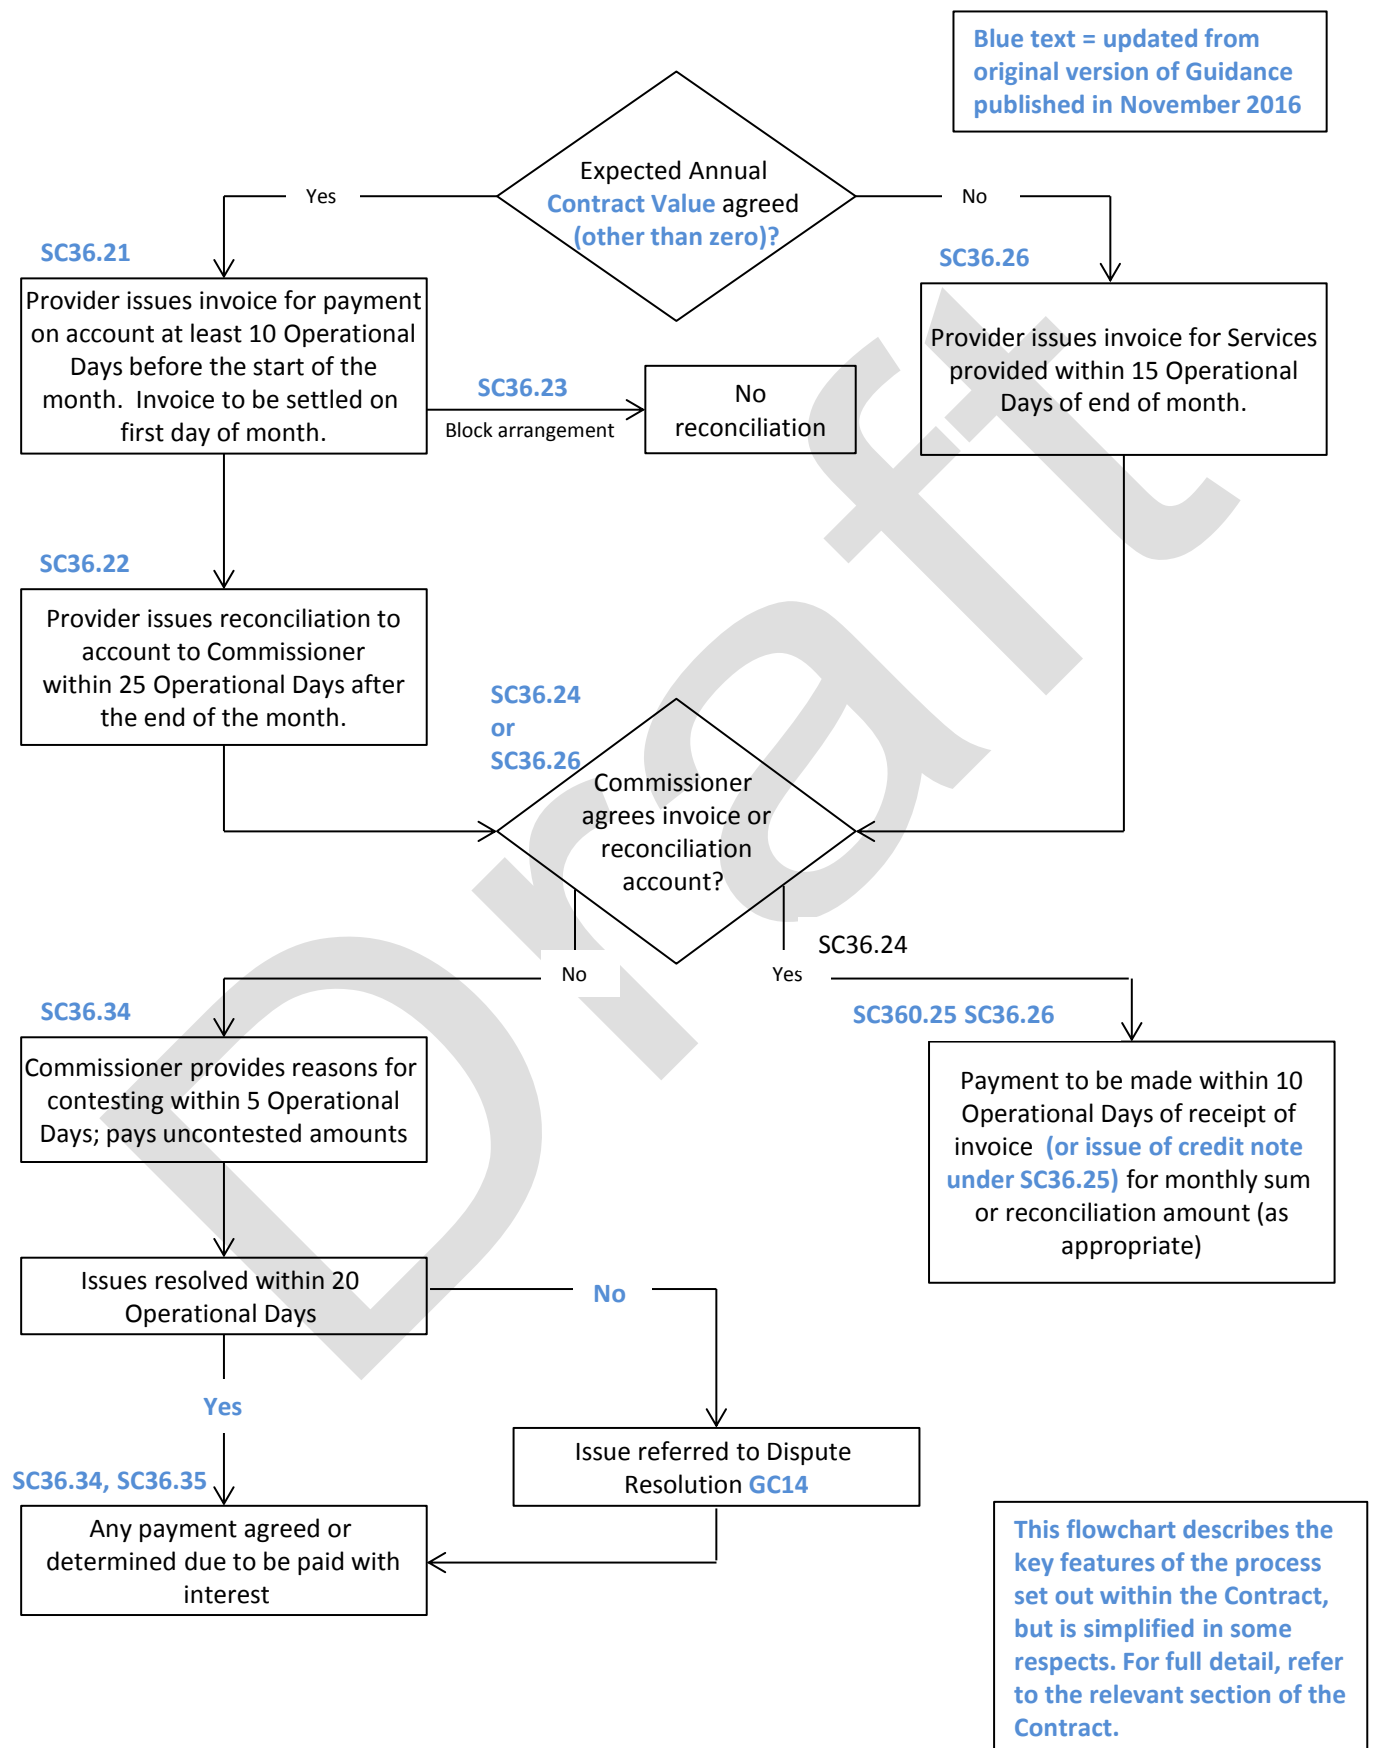 Blue text = updated from
original version of Guidance
published in November 2016
Expected Annual
Contract Value agreed
(other than zero)?
Yes
No
SC36.21
SC36.26
Provider issues invoice for payment
on account at least 10 Operational
Days before the start of the
month.  Invoice to be settled on
first day of month.
SC36.23
Block arrangement
No
reconciliation
Provider issues invoice for Services
provided within 15 Operational
Days of end of month.
SC36.22
Provider issues reconciliation to
account to Commissioner
within 25 Operational Days after
the end of the month.
SC36.24
or
SC36.26
Commissioner
agrees invoice or
reconciliation
account?
SC36.24
No
Yes
SC36.34
SC360.25 SC36.26
Commissioner provides reasons for
contesting within 5 Operational
Days; pays uncontested amounts
Payment to be made within 10
Operational Days of receipt of
invoice  (or issue of credit note
under SC36.25) for monthly sum
or reconciliation amount (as
appropriate)
Issues resolved within 20
Operational Days
No
Yes
Issue referred to Dispute
Resolution GC14
SC36.34, SC36.35
Any payment agreed or
determined due to be paid with
interest
This flowchart describes the
key features of the process
set out within the Contract,
but is simplified in some
respects. For full detail, refer
to the relevant section of the
Contract.
Draft